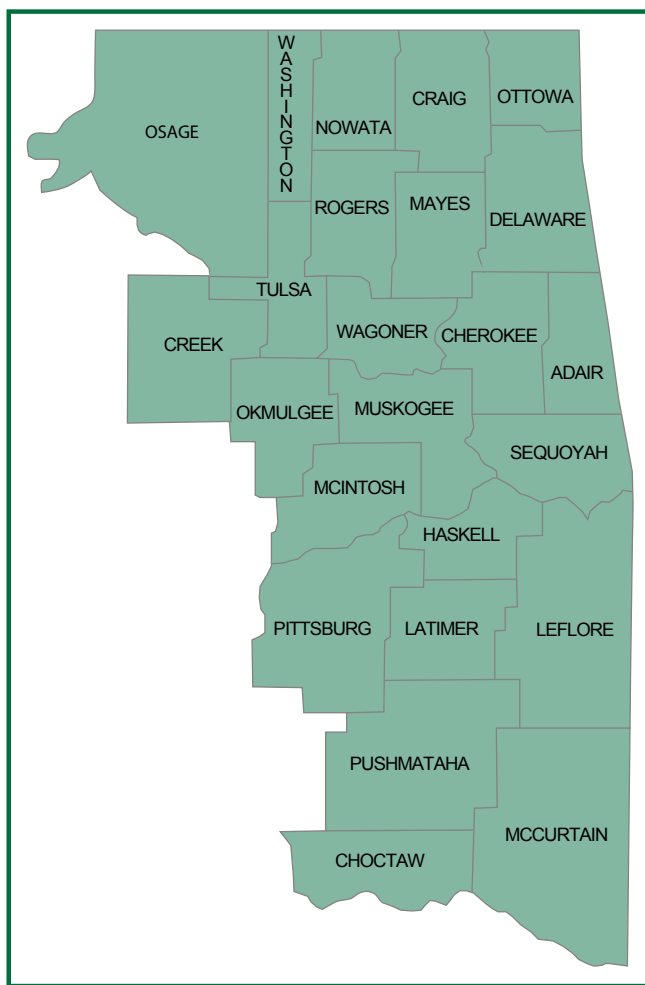 WASHINGTON
CRAIG
OTTOWA
NOWATA
OSAGE
ROGERS
MAYES
DELAWARE
TULSA
WAGONER
CHEROKEE
CREEK
ADAIR
OKMULGEE
MUSKOGEE
SEQUOYAH
MCINTOSH
HASKELL
PITTSBURG
LATIMER
LEFLORE
PUSHMATAHA
MCCURTAIN
CHOCTAW